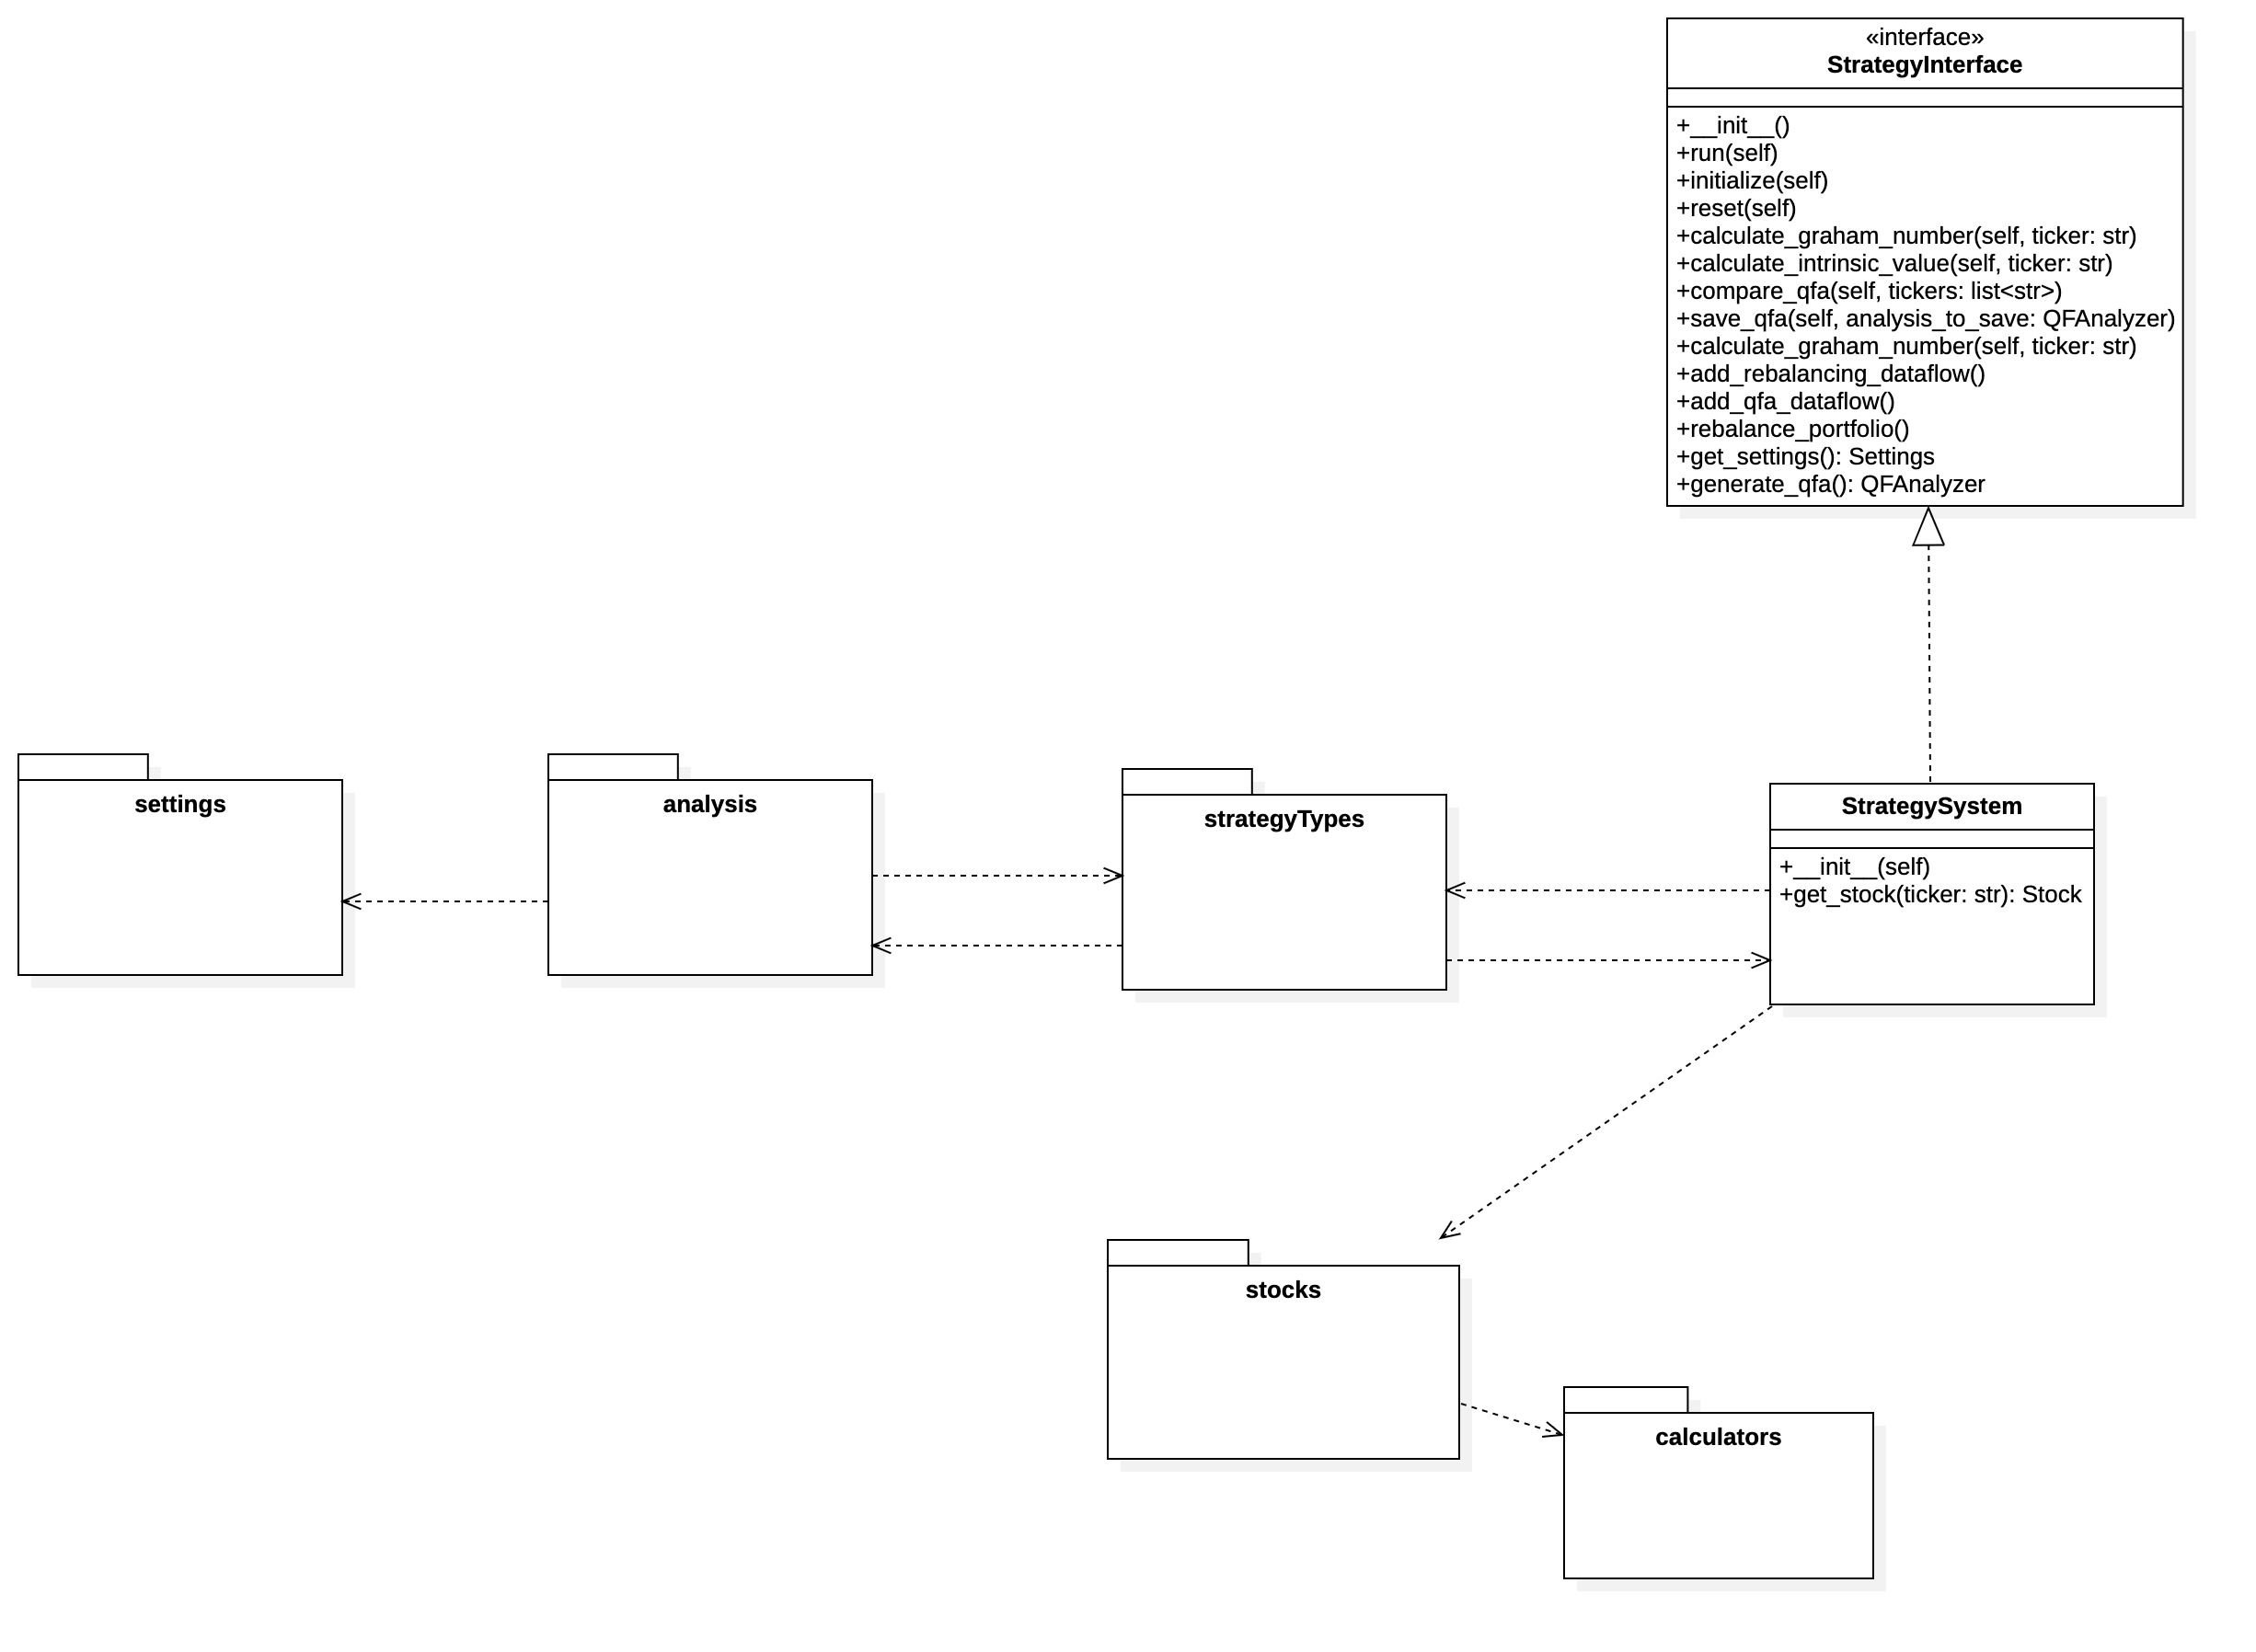 «interface»
StrategyInterface
+__init__()
+run(self)
+initialize(self)
+reset(self)
+calculate_graham_number(self, ticker: str)
+calculate_intrinsic_value(self, ticker: str)
+compare_qfa(self, tickers: list<str>)
+save_qfa(self, analysis_to_save: QFAnalyzer)
+calculate_graham_number(self, ticker: str)
+add_rebalancing_dataflow()
+add_qfa_dataflow()
+rebalance_portfolio()
+get_settings(): Settings
+generate_qfa(): QFAnalyzer
settings
analysis
strategyTypes
StrategySystem
+__init__(self)
+get_stock(ticker: str): Stock
stocks
calculators